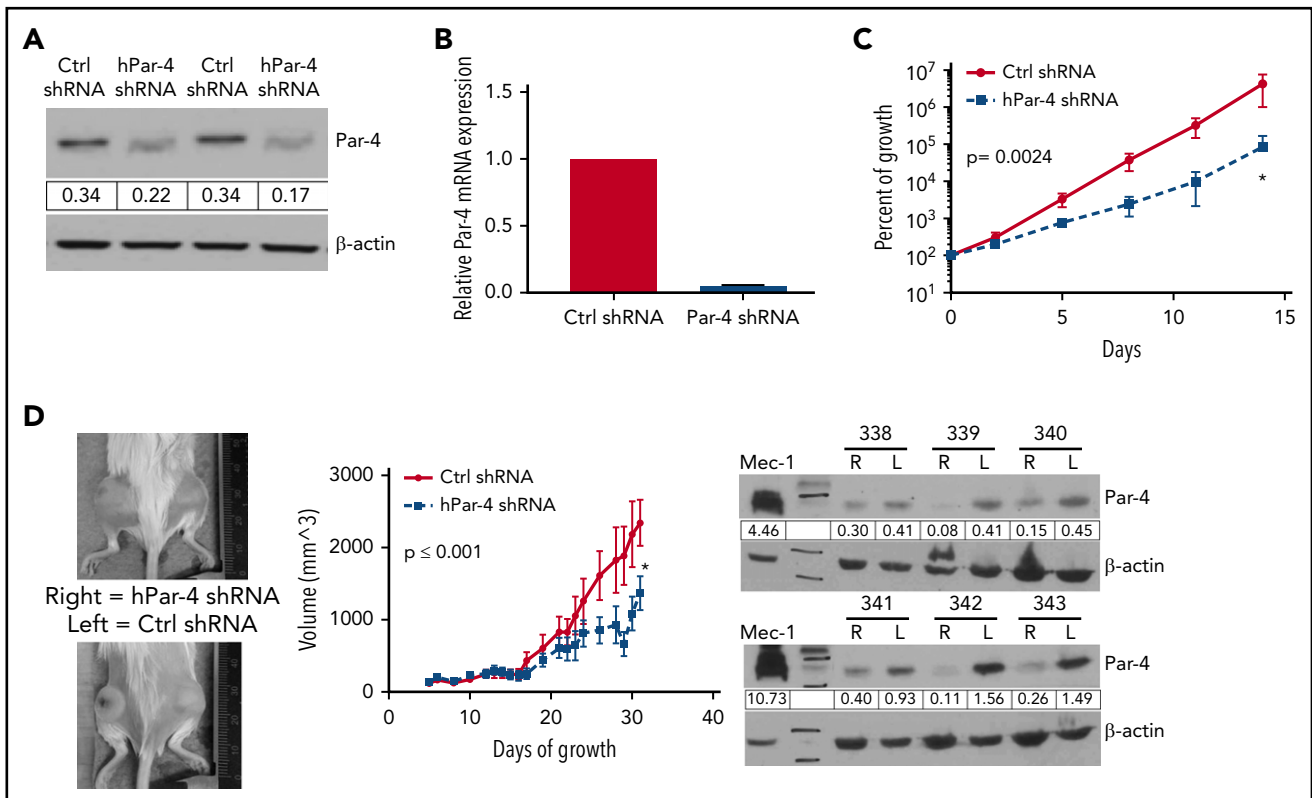 A
Ctrl shRNA
hPar-4 shRNA
Ctrl shRNA
hPar-4 shRNA
Par-4
0.34 0.22 0.34 0.17
β-actin
B
Relative Par-4 mRNA expression
1.5
1.0
0.5
0.0
Ctrl shRNA Par-4 shRNA
C
Percent of growth
10^7
10^6
10^5
10^4
10^3
10^2
10^1
Ctrl shRNA
hPar-4 shRNA
p= 0.0024
*
0 5 10 15
Days
D
Right = hPar-4 shRNA
Left = Ctrl shRNA
Volume (mm^3)
3000
2000
1000
0
Ctrl shRNA
hPar-4 shRNA
p ≤ 0.001
*
0 10 20 30 40
Days of growth
338 339 340
Mec-1 R L R L R L
Par-4
4.46 0.30 0.41 0.08 0.41 0.15 0.45
β-actin
341 342 343
Mec-1 R L R L R L
Par-4
10.73 0.40 0.93 0.11 1.56 0.26 1.49
β-actin